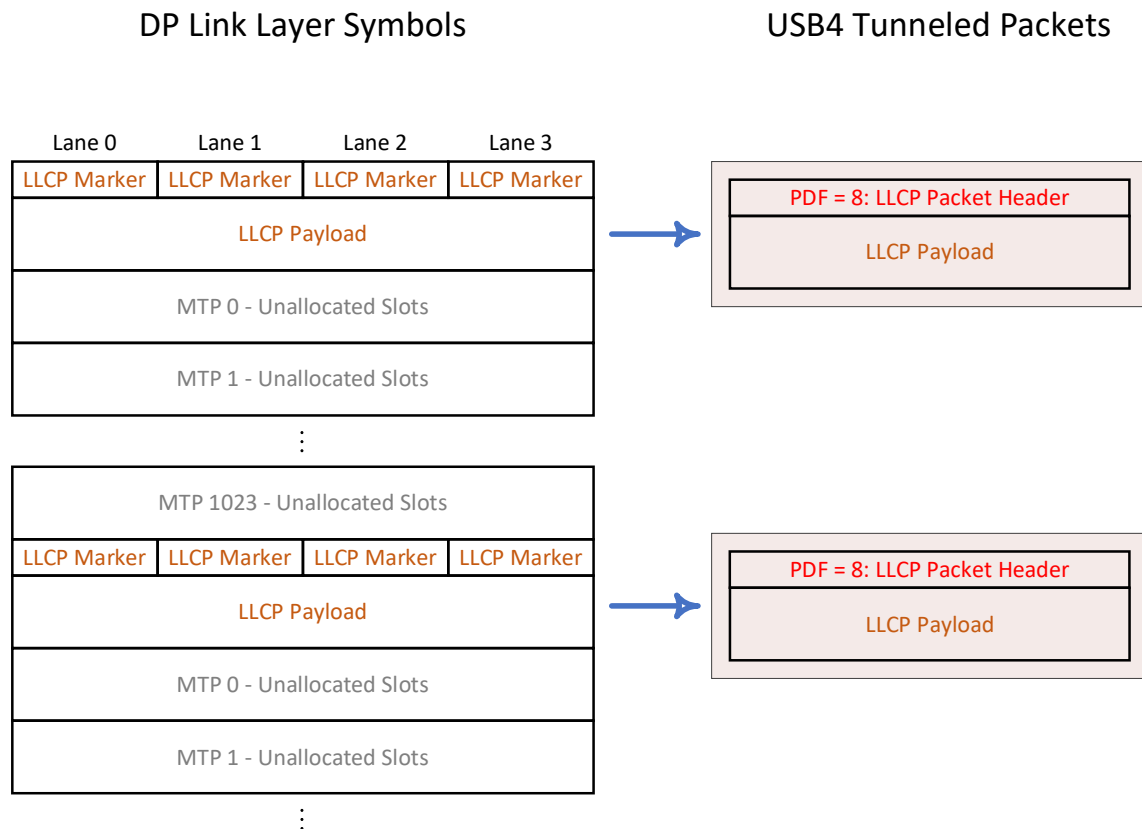 DP Link Layer Symbols
USB4 Tunneled Packets
Lane 0 Lane 1 Lane 2 Lane 3
LLCP Marker LLCP Marker LLCP Marker LLCP Marker
PDF = 8: LLCP Packet Header
LLCP Payload
LLCP Payload
MTP 0 - Unallocated Slots
MTP 1 - Unallocated Slots
⋮
MTP 1023 - Unallocated Slots
LLCP Marker LLCP Marker LLCP Marker LLCP Marker
PDF = 8: LLCP Packet Header
LLCP Payload
LLCP Payload
MTP 0 - Unallocated Slots
MTP 1 - Unallocated Slots
⋮